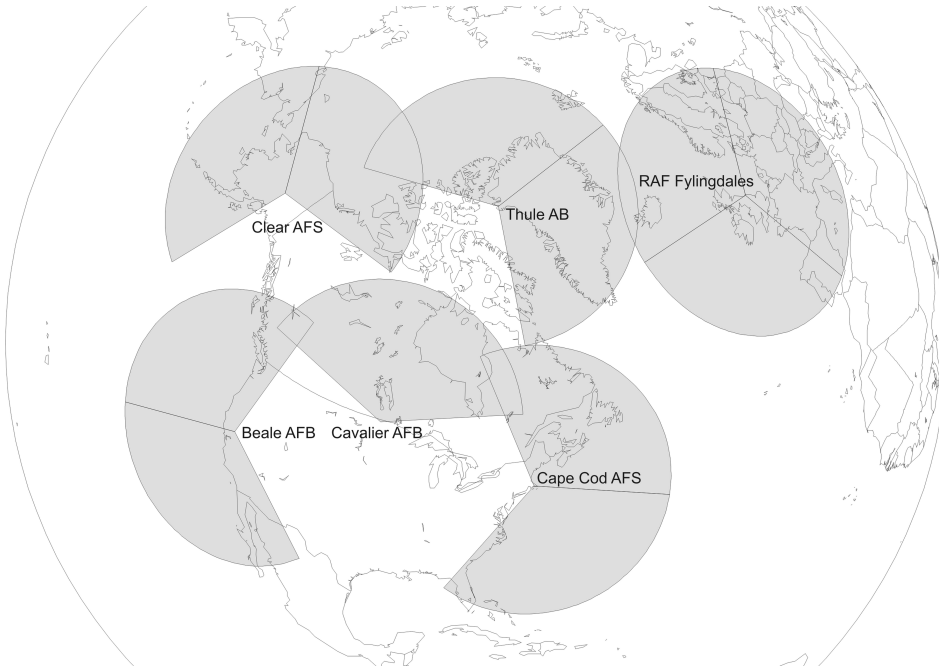 RAF Fylingdales
Thule AB
Clear AFS
Beale AFB
Cavalier AFB
Cape Cod AFS